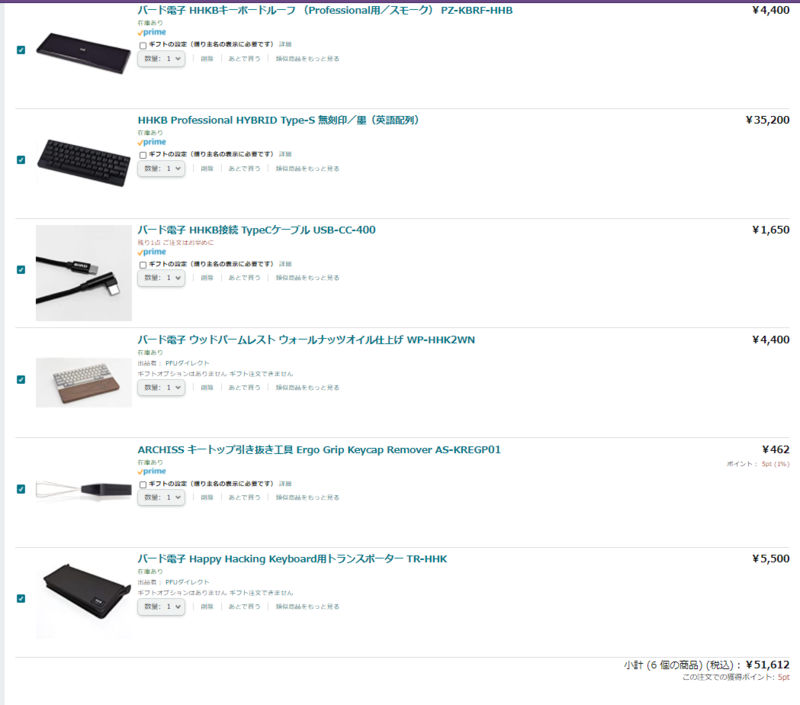 バード電子 HHKBキーボードルーフ （Professional用／スモーク） PZ-KBRF-HHB
¥4,400
在庫あり
prime
ギフトの設定（贈り主名の表示に必要です） 詳細
数量: 1 削除 あとで買う 類似商品をもっと見る
HHKB Professional HYBRID Type-S 無刻印／墨（英語配列）
¥35,200
在庫あり
prime
ギフトの設定（贈り主名の表示に必要です） 詳細
数量: 1 削除 あとで買う 類似商品をもっと見る
バード電子 HHKB接続 TypeCケーブル USB-CC-400
¥1,650
残り1点 ご注文はお早めに
prime
ギフトの設定（贈り主名の表示に必要です） 詳細
数量: 1 削除 あとで買う 類似商品をもっと見る
バード電子 ウッドパームレスト ウォールナッツオイル仕上げ WP-HHK2WN
¥4,400
在庫あり
出品者： PFUダイレクト
ギフトオプションはありません ギフト注文できません
数量: 1 削除 あとで買う 類似商品をもっと見る
ARCHISS キートップ引き抜き工具 Ergo Grip Keycap Remover AS-KREGP01
¥462
ポイント： 5pt (1%)
在庫あり
prime
ギフトの設定（贈り主名の表示に必要です） 詳細
数量: 1 削除 あとで買う 類似商品をもっと見る
バード電子 Happy Hacking Keyboard用トランスポーター TR-HHK
¥5,500
在庫あり
出品者： PFUダイレクト
ギフトオプションはありません ギフト注文できません
数量: 1 削除 あとで買う 類似商品をもっと見る
小計 (6 個の商品) (税込)： ¥51,612
この注文での獲得ポイント: 5pt